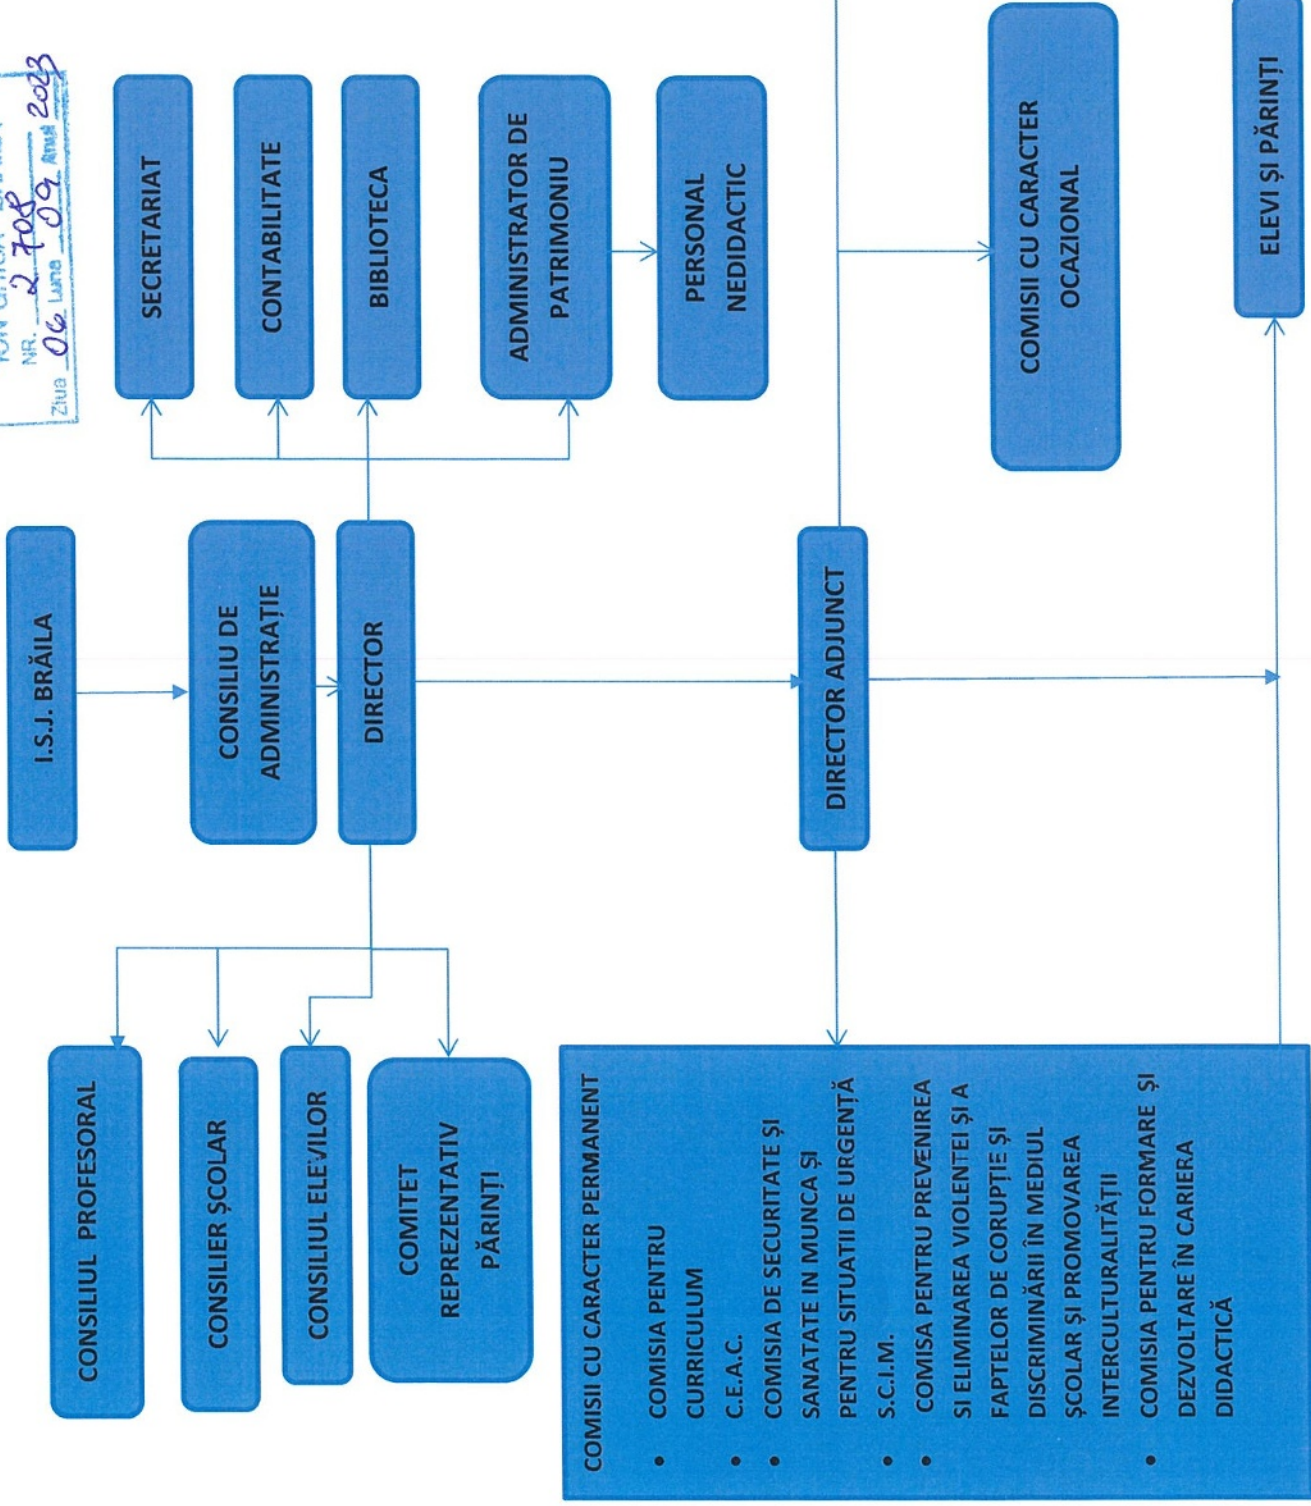 NR. 2708
Ziua 06 Luna 09 Anul 2023
I.S.J. BRĂILA
CONSILIUL PROFESORAL
CONSILIER ȘCOLAR
CONSILIUL ELEVILOR
COMITET
REPREZENTATIV
PĂRINȚI
CONSILIU DE
ADMINISTRAȚIE
DIRECTOR
SECRETARIAT
CONTABILITATE
BIBLIOTECA
ADMINISTRATOR DE
PATRIMONIU
PERSONAL
NEDIDACTIC
COMISII CU CARACTER PERMANENT
• COMISIA PENTRU
CURRICULUM
• C.E.A.C.
• COMISIA DE SECURITATE ȘI
SANATATE IN MUNCA ȘI
PENTRU SITUATII DE URGENȚĂ
• S.C.I.M.
• COMISA PENTRU PREVENIREA
SI ELIMINAREA VIOLENTEI ȘI A
FAPTELOR DE CORUPȚIE ȘI
DISCRIMINĂRII ÎN MEDIUL
ȘCOLAR ȘI PROMOVAREA
INTERCULTURALITĂȚII
• COMISIA PENTRU FORMARE ȘI
DEZVOLTARE ÎN CARIERA
DIDACTICĂ
DIRECTOR ADJUNCT
COMISII CU CARACTER
OCAZIONAL
ELEVI ȘI PĂRINȚI